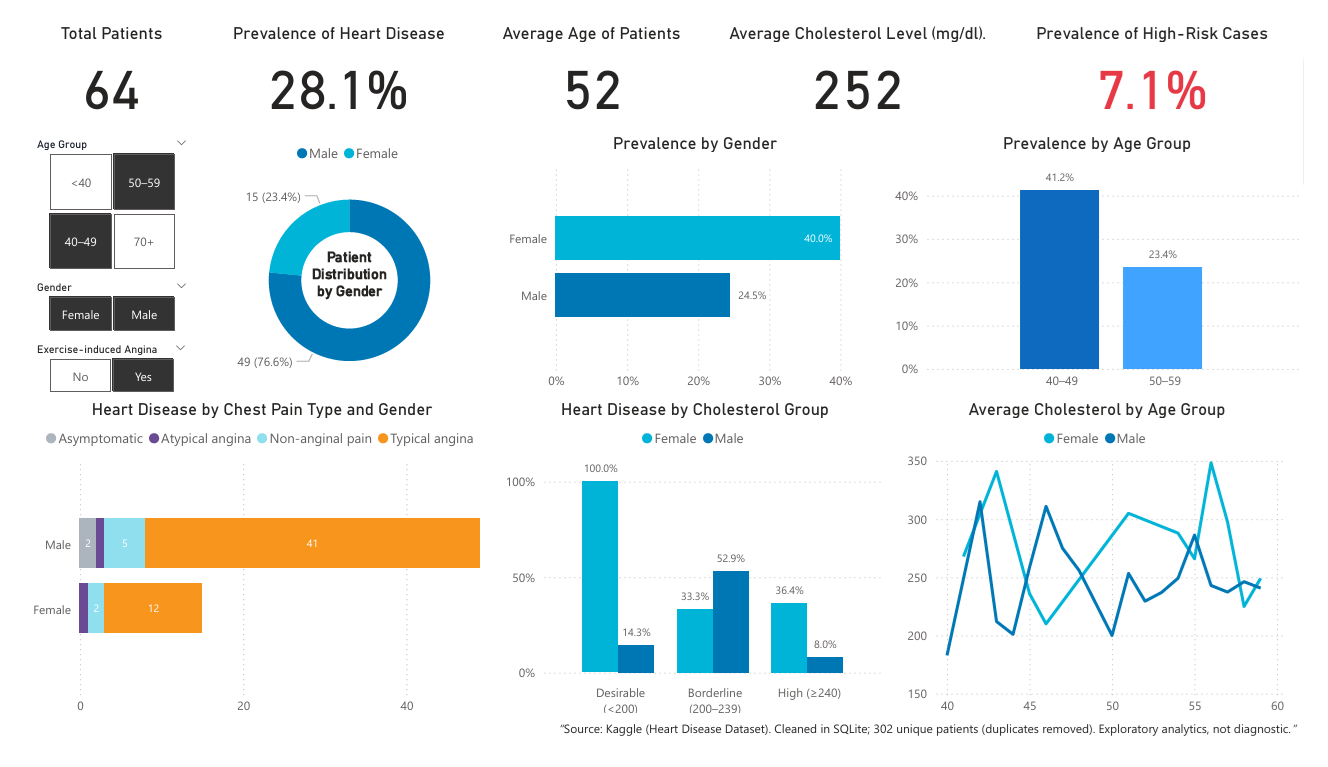 Total Patients
Prevalence of Heart Disease
Average Age of Patients
Average Cholesterol Level (mg/dl).
Prevalence of High-Risk Cases
64
28.1%
52
252
7.1%
Age Group
<40
50–59
40–49
70+
Gender
Female
Male
Exercise-induced Angina
No
Yes
Male
Female
15 (23.4%)
Patient
Distribution
by Gender
49 (76.6%)
Prevalence by Gender
Female
40.0%
Male
24.5%
0%
10%
20%
30%
40%
Prevalence by Age Group
41.2%
40%
30%
23.4%
20%
10%
0%
40–49
50–59
Heart Disease by Chest Pain Type and Gender
Asymptomatic
Atypical angina
Non-anginal pain
Typical angina
Male
2
5
41
Female
2
12
0
20
40
Heart Disease by Cholesterol Group
Female
Male
100%
100.0%
50%
14.3%
33.3%
52.9%
36.4%
8.0%
0%
Desirable
(<200)
Borderline
(200–239)
High (≥240)
Average Cholesterol by Age Group
Female
Male
350
300
250
200
150
40
45
50
55
60
"Source: Kaggle (Heart Disease Dataset). Cleaned in SQLite; 302 unique patients (duplicates removed). Exploratory analytics, not diagnostic. "